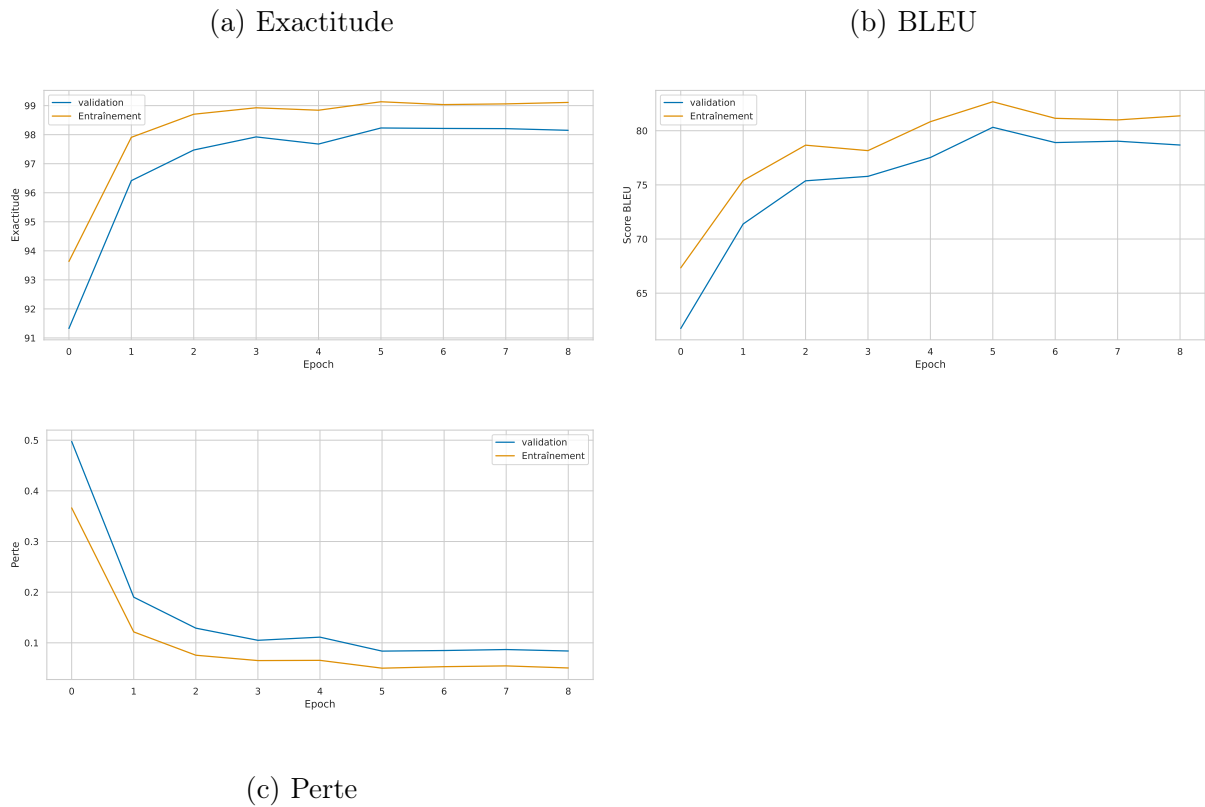 (a) Exactitude
(b) BLEU
validation
Entraînement
99
98
97
96
95
94
93
92
91
Exactitude
0 1 2 3 4 5 6 7 8
Epoch
validation
Entraînement
80
75
70
65
Score BLEU
0 1 2 3 4 5 6 7 8
Epoch
validation
Entraînement
0.5
0.4
0.3
0.2
0.1
Perte
0 1 2 3 4 5 6 7 8
Epoch
(c) Perte